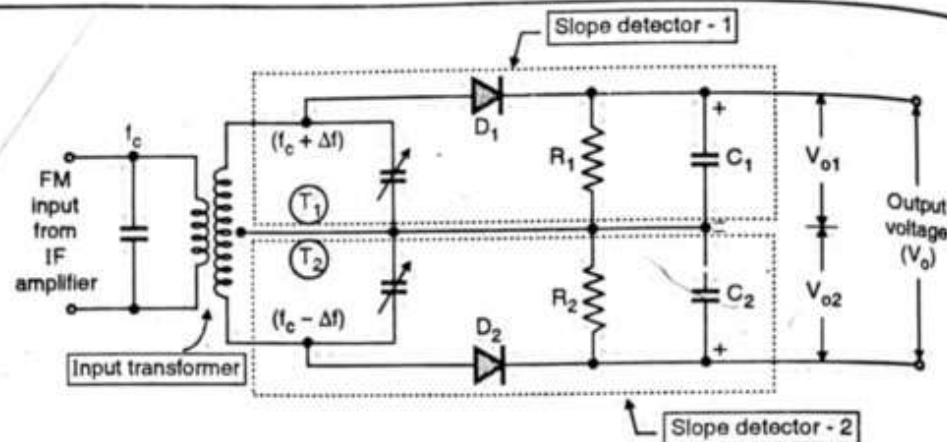 Slope detector - 1
D1
(fc + Δf)
fc
R1
C1
+
Vo1
FM
input
from
IF
amplifier
T1
–
T2
Output
voltage
(Vo)
R2
C2
Vo2
(fc – Δf)
D2
+
Input transformer
Slope detector - 2